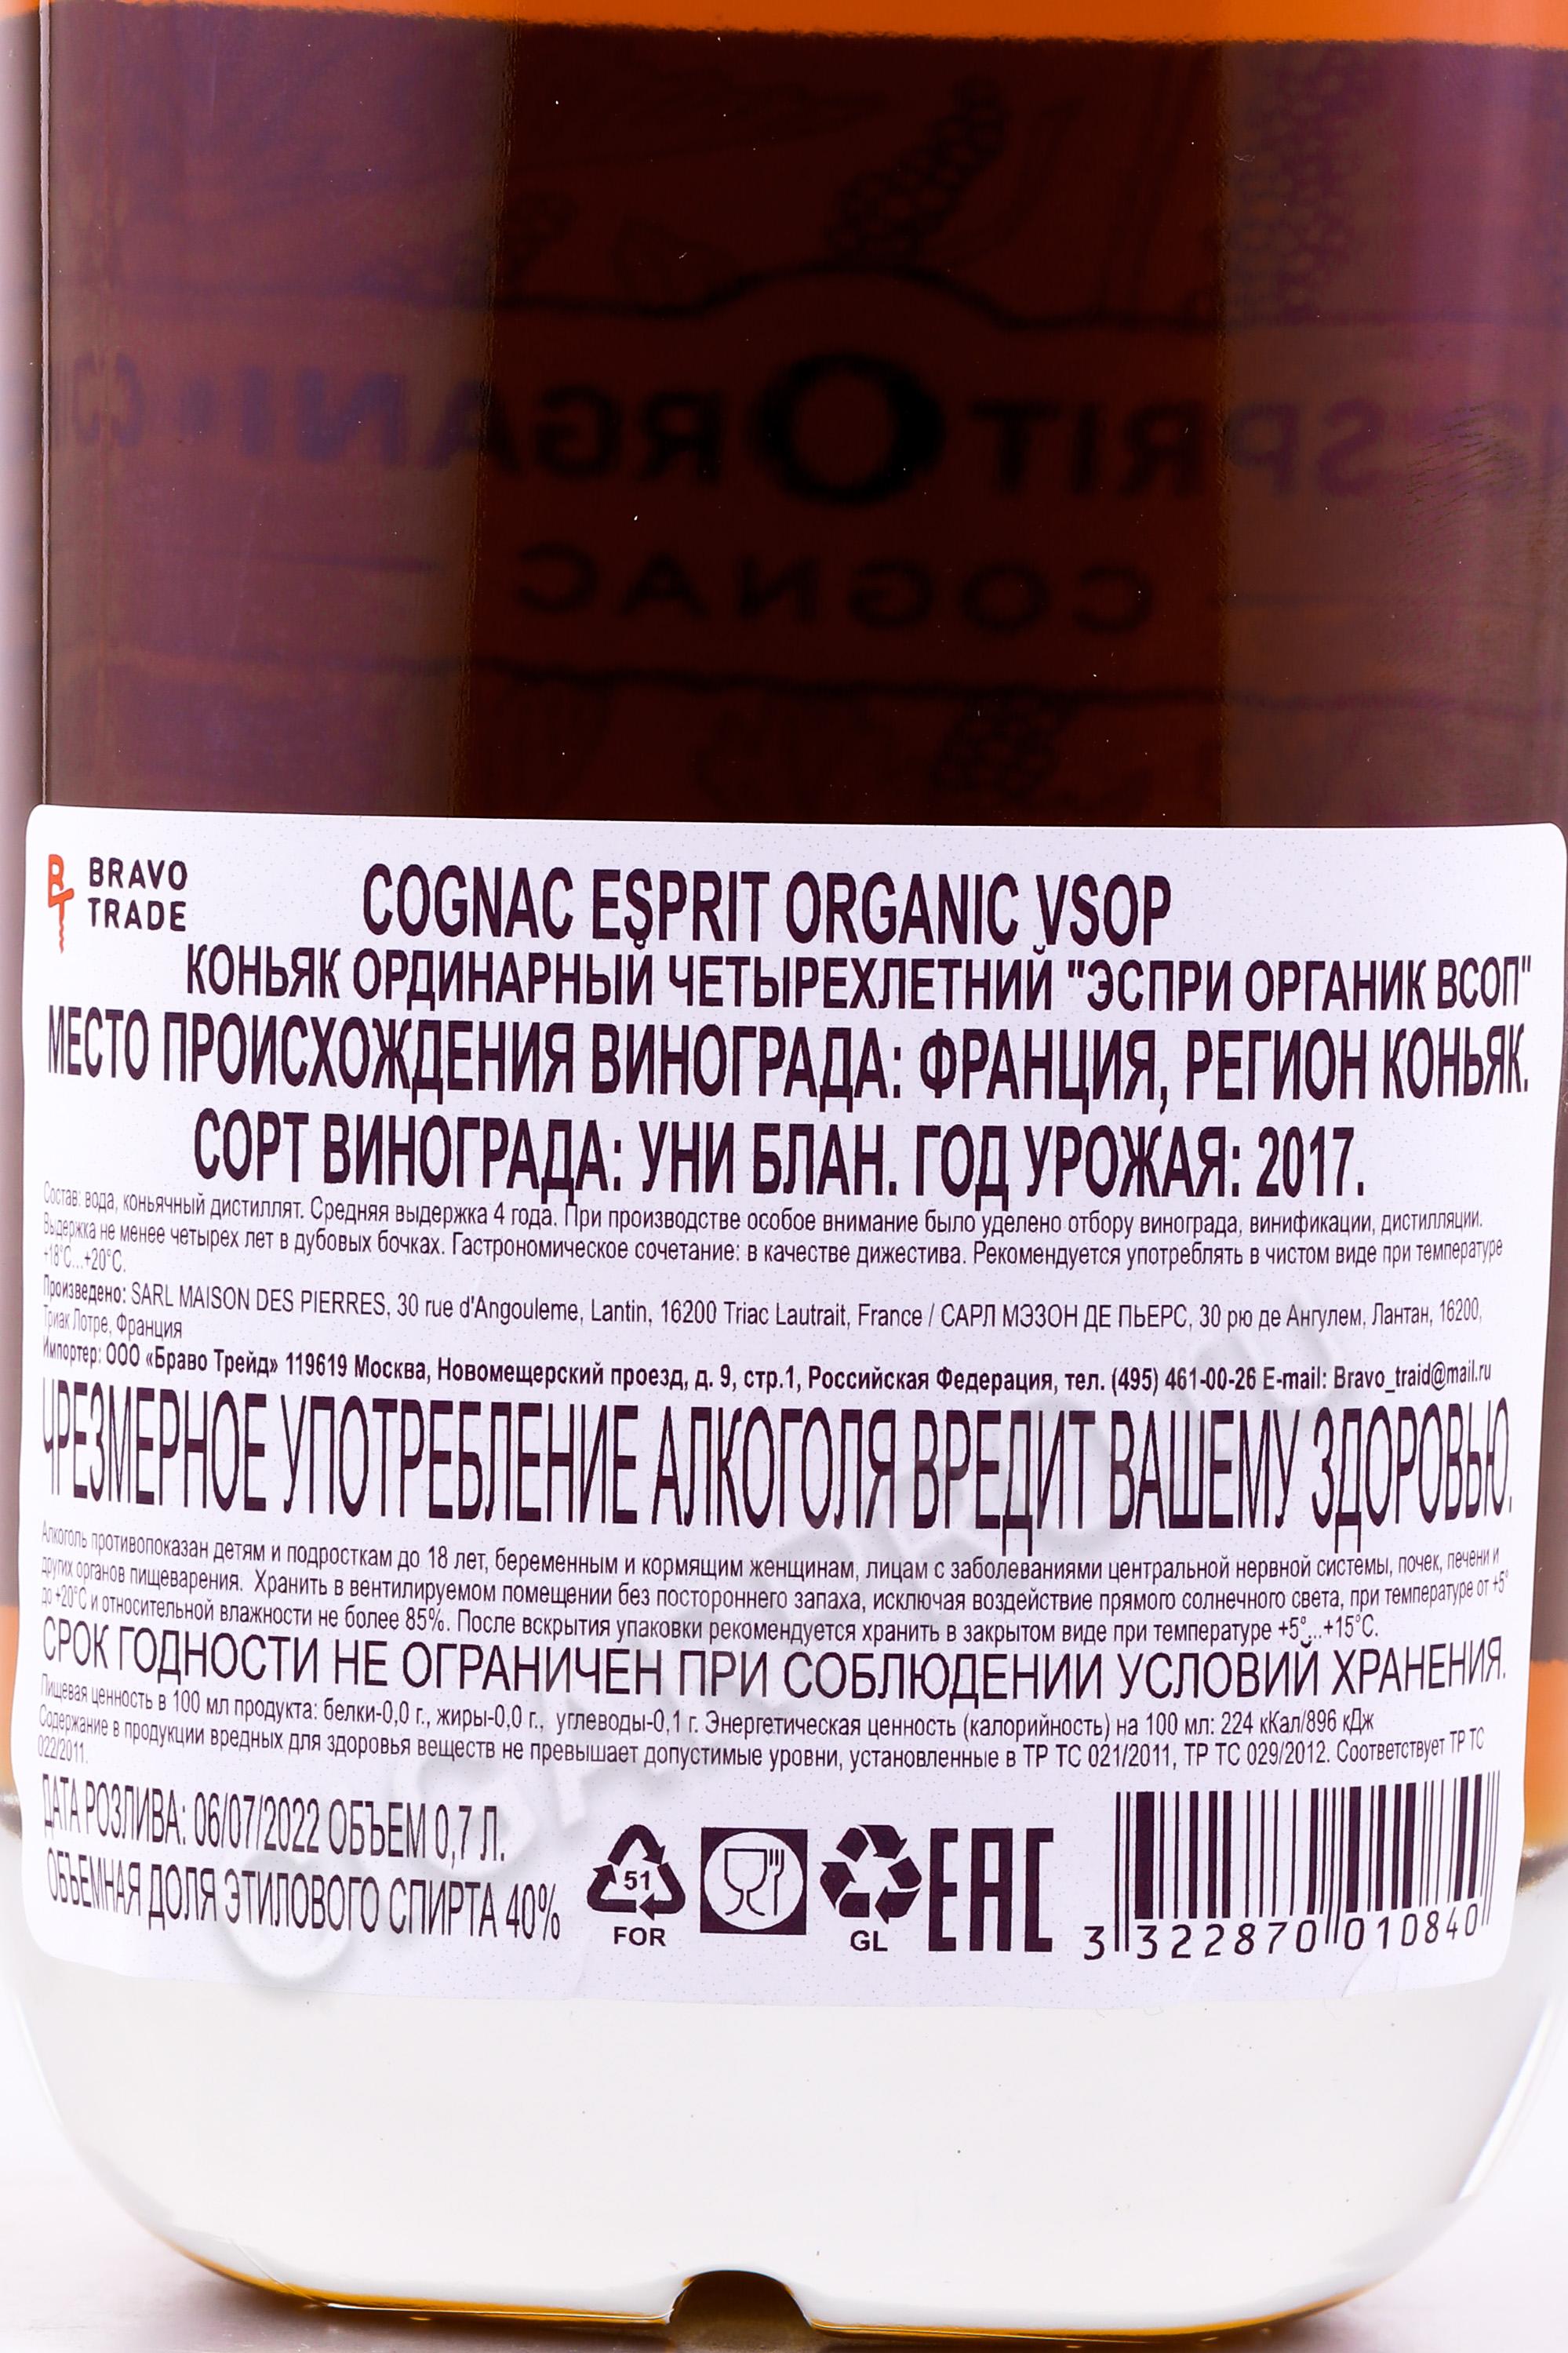 SPRIT ORGANI
COGNAC
BRAVO
TRADE
COGNAC ESPRIT ORGANIC VSOP
КОНЬЯК ОРДИНАРНЫЙ ЧЕТЫРЕХЛЕТНИЙ "ЭСПРИ ОРГАНИК ВСОП"
МЕСТО ПРОИСХОЖДЕНИЯ ВИНОГРАДА: ФРАНЦИЯ, РЕГИОН КОНЬЯК.
СОРТ ВИНОГРАДА: УНИ БЛАН. ГОД УРОЖАЯ: 2017.
Состав: вода, коньячный дистиллят. Средняя выдержка 4 года. При производстве особое внимание было уделено отбору винограда, винификации, дистилляции.
Выдержка не менее четырех лет в дубовых бочках. Гастрономическое сочетание: в качестве дижестива. Рекомендуется употреблять в чистом виде при температуре
+18°С...+20°С.
Произведено: SARL MAISON DES PIERRES, 30 rue d'Angouleme, Lantin, 16200 Triac Lautrait, France / САРЛ МЭЗОН ДЕ ПЬЕРС, 30 рю де Ангулем, Лантан, 16200,
Триак Лотре, Франция
Импортер: ООО «Браво Трейд» 119619 Москва, Новомещерский проезд, д. 9, стр.1, Российская Федерация, тел. (495) 461-00-26 E-mail: Bravo_traid@mail.ru
ЧРЕЗМЕРНОЕ УПОТРЕБЛЕНИЕ АЛКОГОЛЯ ВРЕДИТ ВАШЕМУ ЗДОРОВЬЮ.
Алкоголь противопоказан детям и подросткам до 18 лет, беременным и кормящим женщинам, лицам с заболеваниями центральной нервной системы, почек, печени и
других органов пищеварения. Хранить в вентилируемом помещении без постороннего запаха, исключая воздействие прямого солнечного света, при температуре от +5°
до +20°С и относительной влажности не более 85%. После вскрытия упаковки рекомендуется хранить в закрытом виде при температуре +5°...+15°С.
СРОК ГОДНОСТИ НЕ ОГРАНИЧЕН ПРИ СОБЛЮДЕНИИ УСЛОВИЙ ХРАНЕНИЯ.
Пищевая ценность в 100 мл продукта: белки-0,0 г., жиры-0,0 г., углеводы-0,1 г. Энергетическая ценность (калорийность) на 100 мл: 224 кКал/896 кДж
Содержание в продукции вредных для здоровья веществ не превышает допустимые уровни, установленные в ТР ТС 021/2011, ТР ТС 029/2012. Соответствует ТР ТС
022/2011.
ДАТА РОЗЛИВА: 06/07/2022 ОБЪЕМ 0,7 Л.
ОБЪЕМНАЯ ДОЛЯ ЭТИЛОВОГО СПИРТА 40%
51
FOR
GL
EAC
3 322870 010840